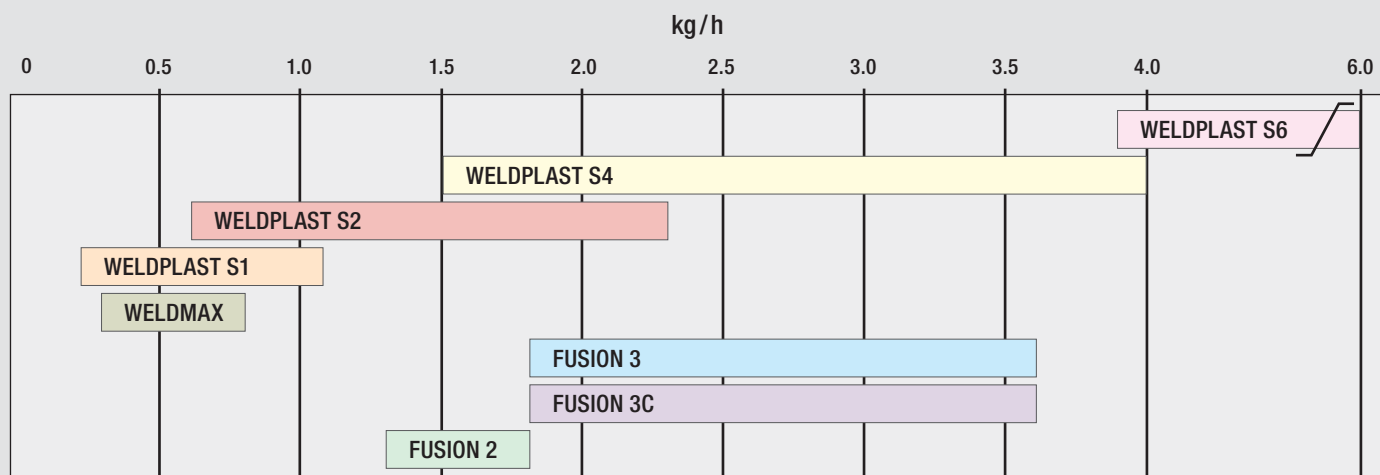 kg/h
0 0.5 1.0 1.5 2.0 2.5 3.0 3.5 4.0 6.0
WELDPLAST S6
WELDPLAST S4
WELDPLAST S2
WELDPLAST S1
WELDMAX
FUSION 3
FUSION 3C
FUSION 2